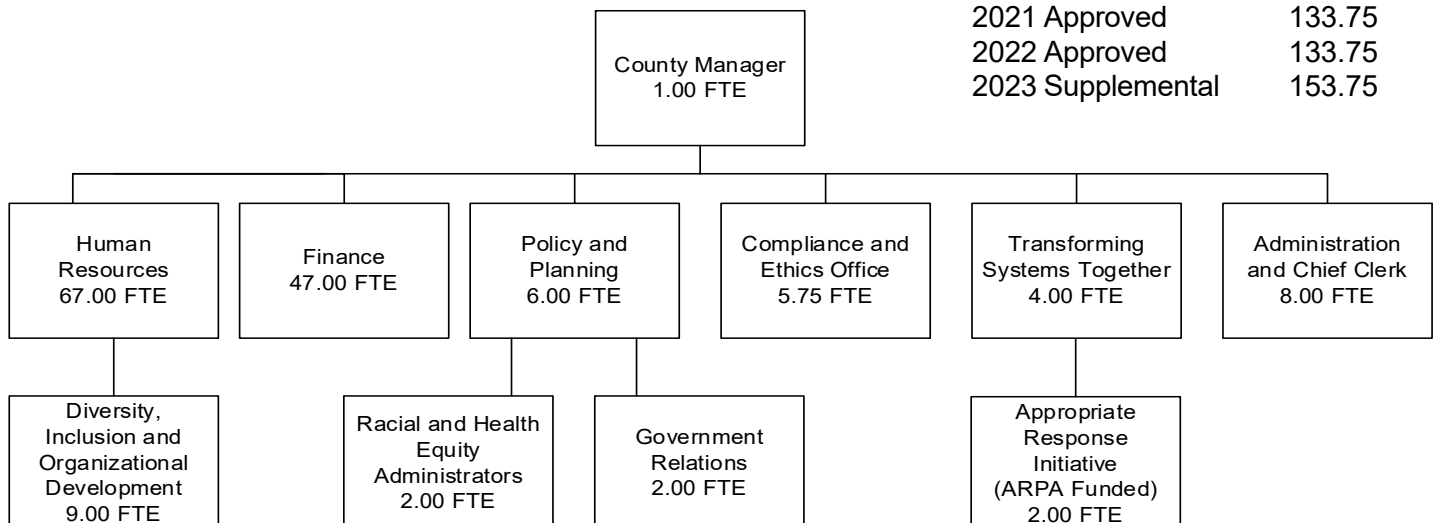 2021 Approved 133.75
2022 Approved 133.75
2023 Supplemental 153.75
County Manager
1.00 FTE
Human
Resources
67.00 FTE
Finance
47.00 FTE
Policy and
Planning
6.00 FTE
Compliance and
Ethics Office
5.75 FTE
Transforming
Systems Together
4.00 FTE
Administration
and Chief Clerk
8.00 FTE
Diversity,
Inclusion and
Organizational
Development
9.00 FTE
Racial and Health
Equity
Administrators
2.00 FTE
Government
Relations
2.00 FTE
Appropriate
Response
Initiative
(ARPA Funded)
2.00 FTE